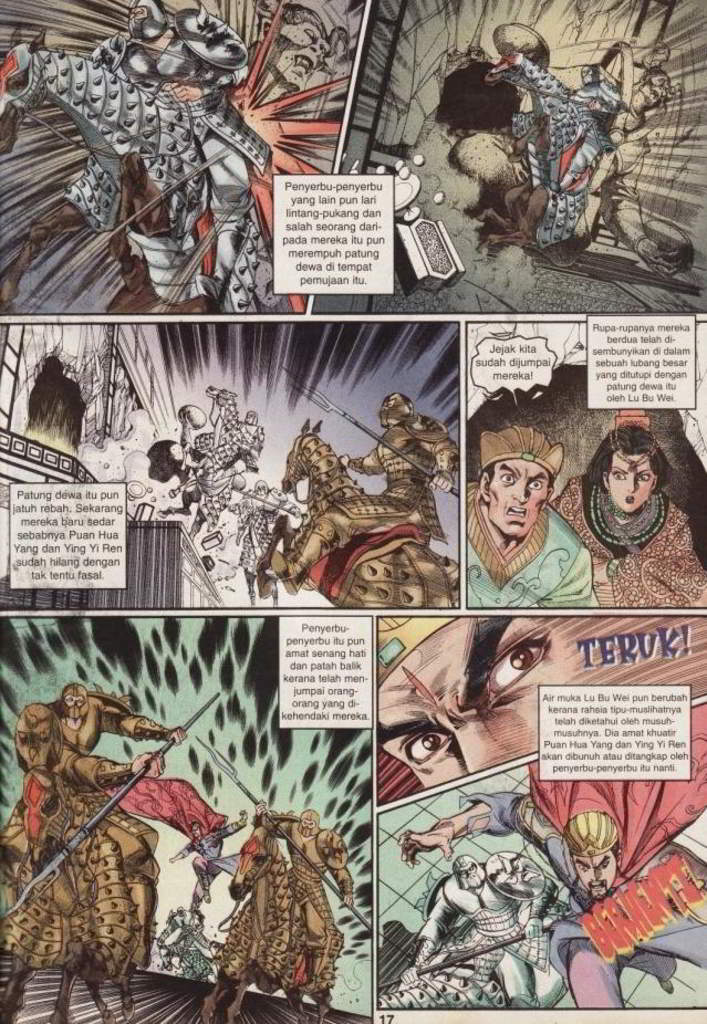 Penyerbu-penyerbu
yang lain pun lari
lintang-pukang dan
salah seorang dari-
pada mereka itu pun
merempuh patung
dewa di tempat
pemujaan itu.
Patung dewa itu pun
jatuh rebah. Sekarang
mereka baru sedar
sebabnya Puan Hua
Yang dan Ying Yi Ren
sudah hilang dengan
tak tentu fasal.
Jejak kita
sudah dijumpai
mereka!
Rupa-rupanya mereka
berdua telah di-
sembunyikan di dalam
sebuah lubang besar
yang ditutupi dengan
patung dewa itu
oleh Lu Bu Wei.
Penyerbu-
penyerbu itu pun
amat senang hati
dan patah balik
kerana telah men-
jumpai orang-
orang yang di-
kehendaki mereka.
TERUK!
Air muka Lu Bu Wei pun berubah
kerana rahsia tipu-muslihatnya
telah diketahui oleh musuh-
musuhnya. Dia amat khuatir
Puan Hua Yang dan Ying Yi Ren
akan dibunuh atau ditangkap oleh
penyerbu-penyerbu itu nanti.
BERHENTI!
17